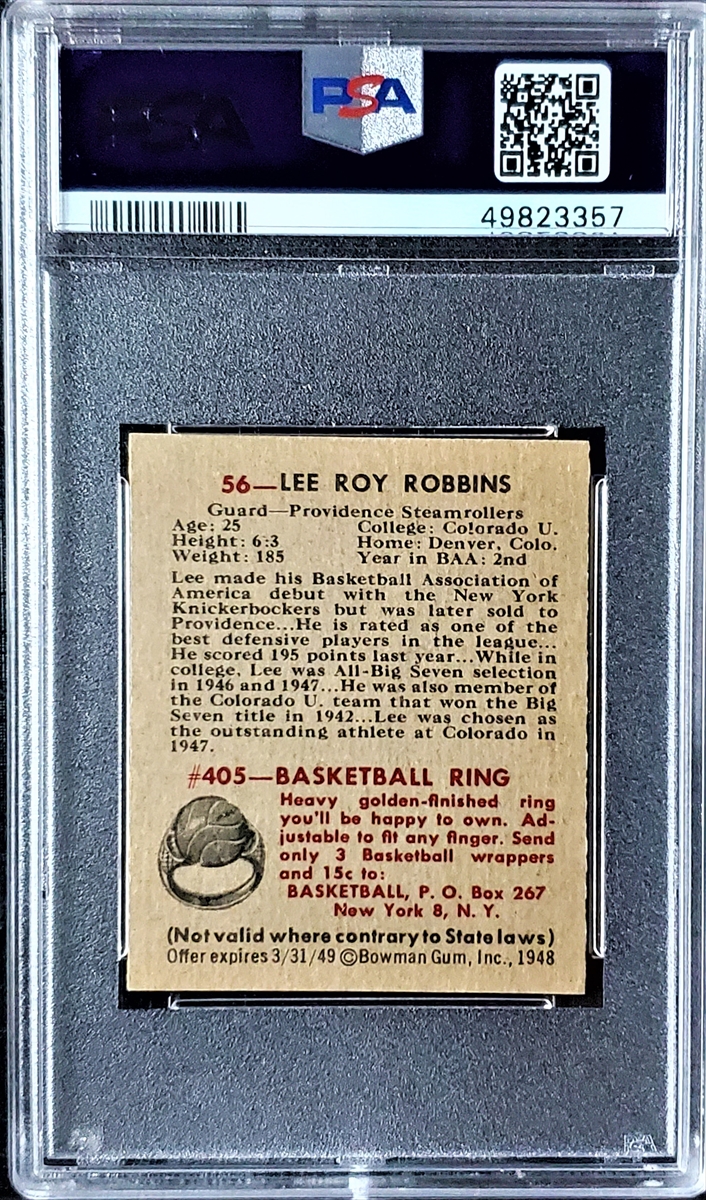 PSA
PSA
49823357
56—LEE ROY ROBBINS
Guard—Providence Steamrollers
Age: 25 College: Colorado U.
Height: 6:3 Home: Denver, Colo.
Weight: 185 Year in BAA: 2nd
Lee made his Basketball Association of
America debut with the New York
Knickerbockers but was later sold to
Providence...He is rated as one of the
best defensive players in the league...
He scored 195 points last year...While in
college, Lee was All-Big Seven selection
in 1946 and 1947...He was also member of
the Colorado U. team that won the Big
Seven title in 1942...Lee was chosen as
the outstanding athlete at Colorado in
1947.
#405—BASKETBALL RING
Heavy golden-finished ring
you'll be happy to own. Ad-
justable to fit any finger. Send
only 3 Basketball wrappers
and 15c to:
BASKETBALL, P. O. Box 267
New York 8, N. Y.
(Not valid where contrary to State laws)
Offer expires 3/31/49 ©Bowman Gum, Inc., 1948
PSA